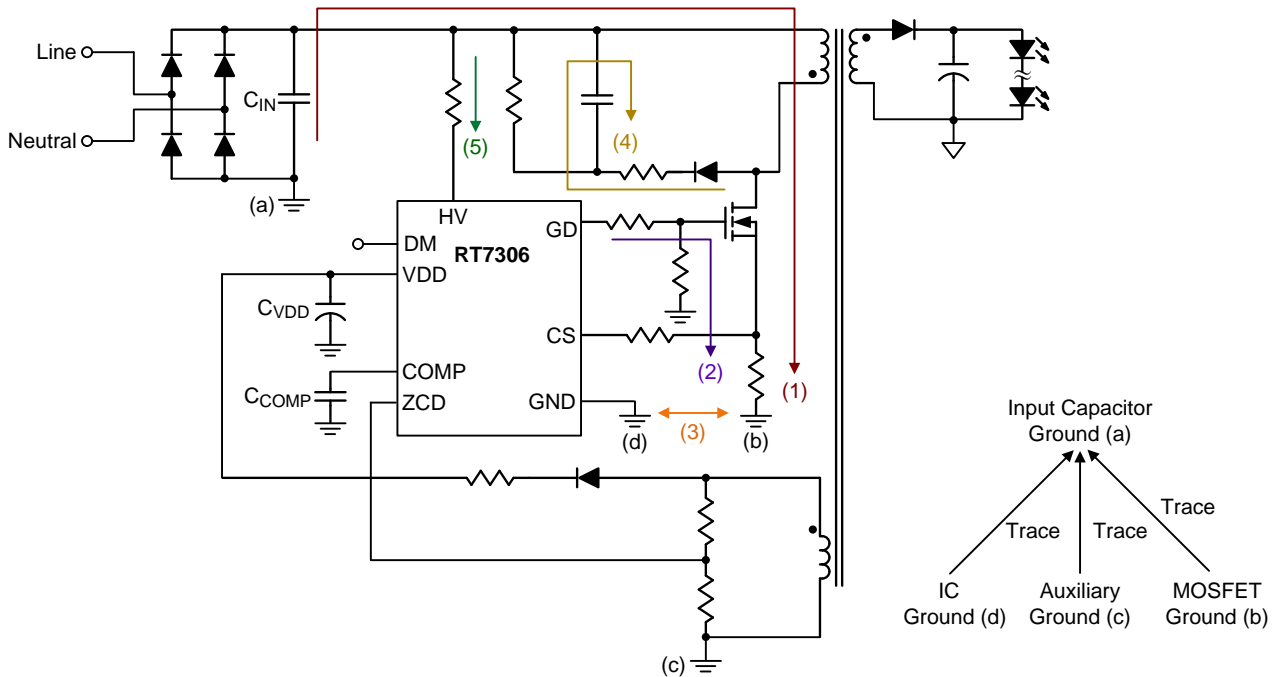 Line
Neutral
CIN
(a)
(5)
(4)
HV
DM
RT7306
GD
VDD
CVDD
CS
COMP
CCOMP
ZCD
GND
(d)
(3)
(2)
(b)
(1)
(c)
Input Capacitor
Ground (a)
Trace
Trace
Trace
IC
Ground (d)
Auxiliary
Ground (c)
MOSFET
Ground (b)